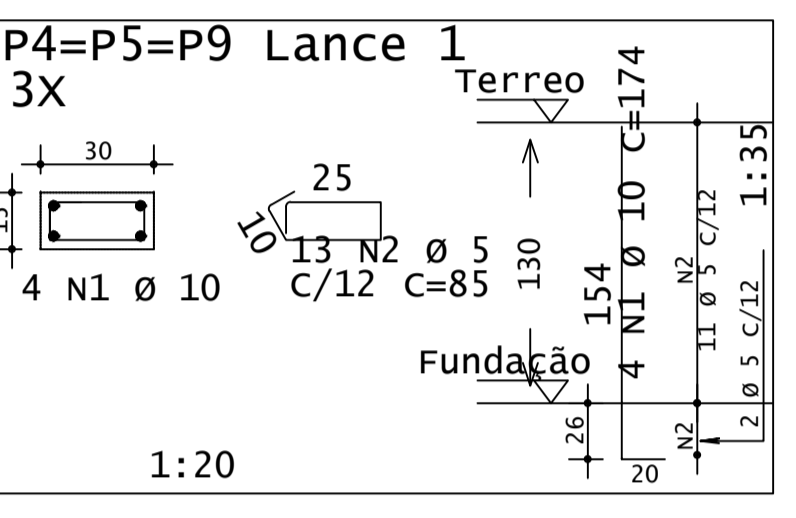 P4=P5=P9 Lance 1
3X
30
15
4 N1 Ø 10
25
10
13 N2 Ø 5
C/12 C=85
Terreo
130
Fundação
154
4 N1 Ø 10 C=174
26
20
N2
11 Ø 5 C/12
N2
2 Ø 5 C/12
1:35
1:20